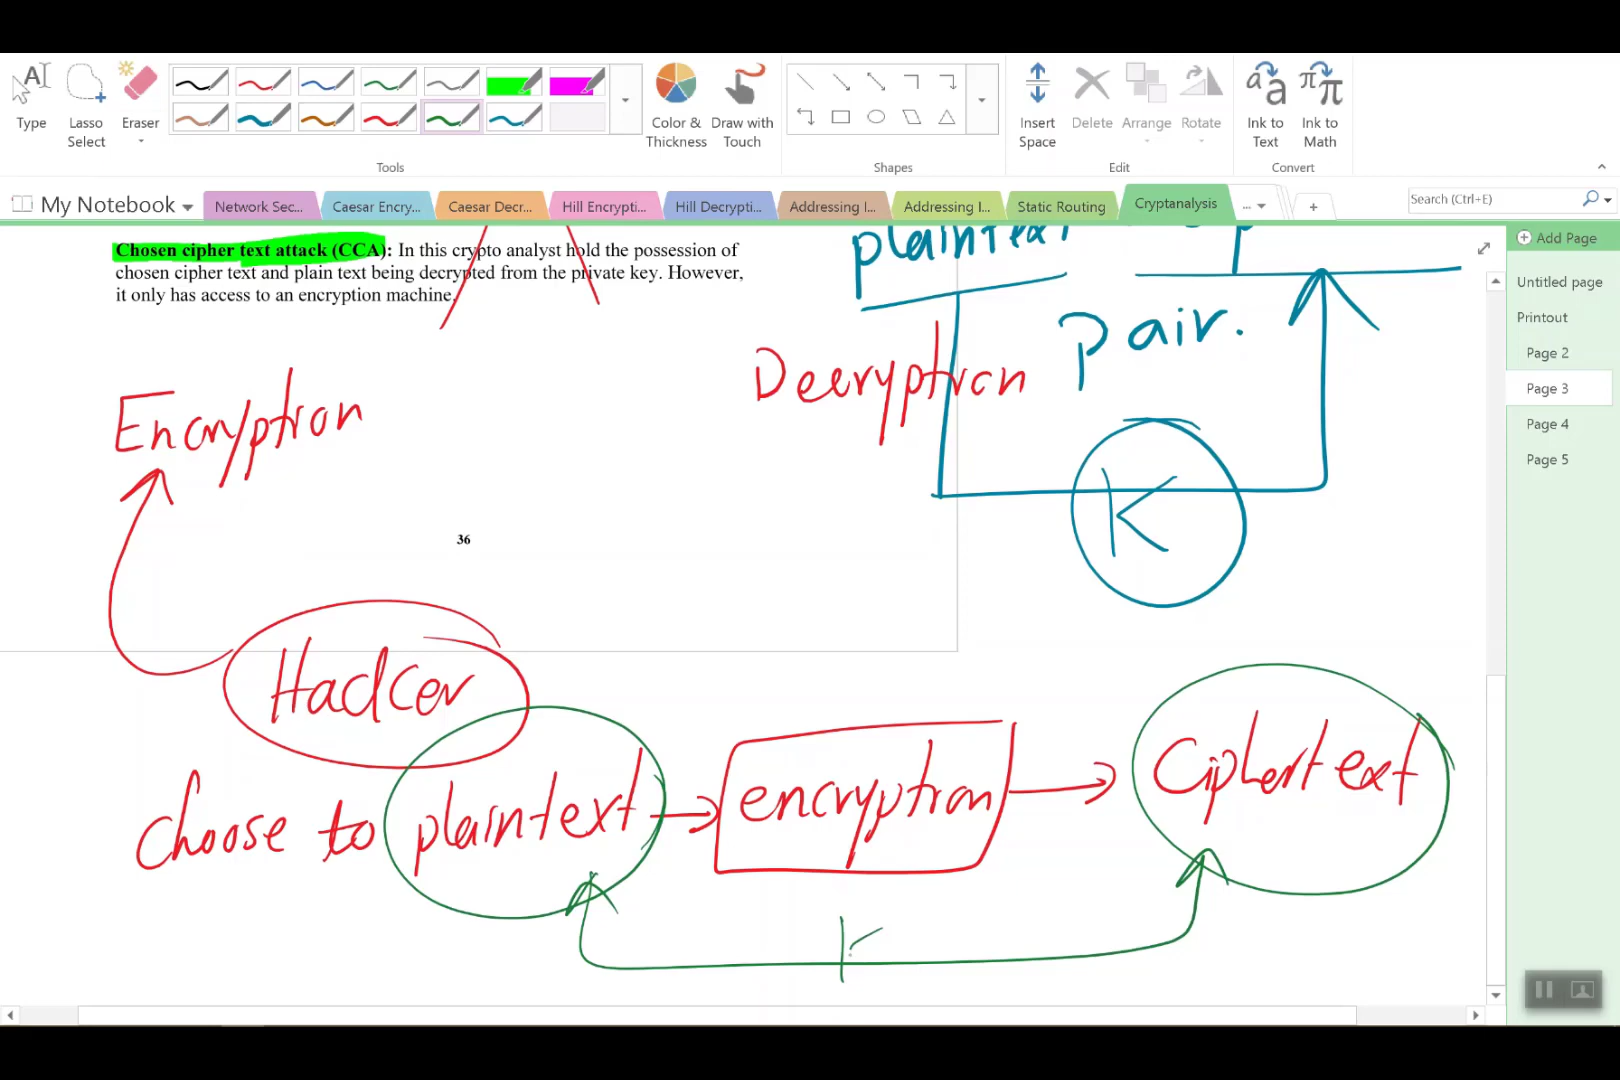 Type
Lasso Select
Eraser
Color & Thickness
Draw with Touch
Insert Space
Delete
Arrange
Rotate
Ink to Text
Ink to Math
Tools
Shapes
Edit
Convert
My Notebook
Network Sec...
Caesar Encry...
Caesar Decr...
Hill Encrypti...
Hill Decrypti...
Addressing I...
Addressing I...
Static Routing
Cryptanalysis
...
Search (Ctrl+E)
Add Page
Untitled page
Printout
Page 2
Page 3
Page 4
Page 5
Chosen cipher text attack (CCA): In this crypto analyst hold the possession of
chosen cipher text and plain text being decrypted from the private key. However,
it only has access to an encryption machine.
plaintext
pair.
Decryption
Encryption
K
36
Hadcer
choose to plaintext
encryption
Ciphertext
K